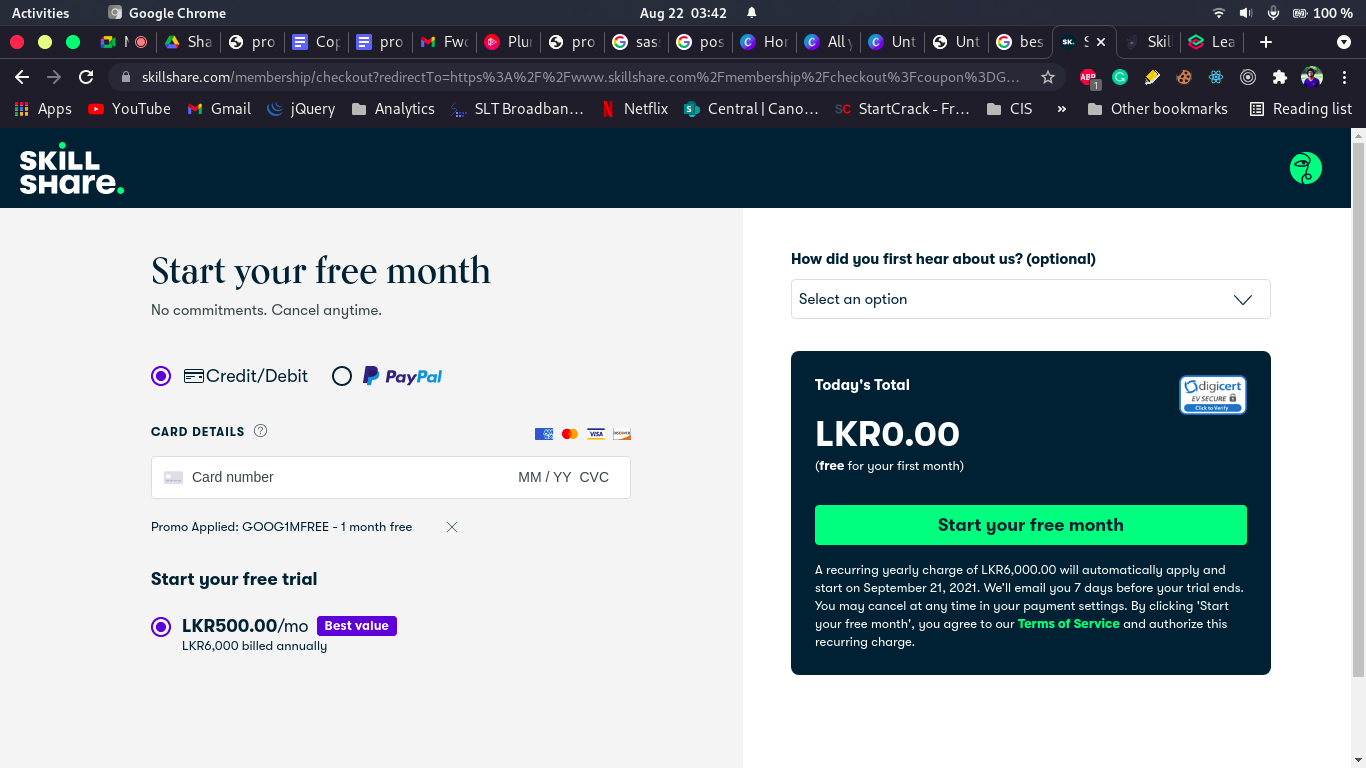 Activities
Google Chrome
Aug 22 03:42
100 %
Sha
pro
Cop
pro
Fwd
Plur
pro
sas
pos
Hor
All y
Unt
Unt
bes
SK.
Skil
Lea
skillshare.com/membership/checkout?redirectTo=https%3A%2F%2Fwww.skillshare.com%2Fmembership%2Fcheckout%3Fcoupon%3DG...
ABP
1
Apps
YouTube
Gmail
jQuery
Analytics
SLT Broadban...
Netflix
Central | Cano...
SC StartCrack - Fr...
CIS
»
Other bookmarks
Reading list
SKILL
SHare.
Start your free month
No commitments. Cancel anytime.
Credit/Debit
PayPal
CARD DETAILS ?
VISA
DISCOVER
Card number
MM / YY CVC
Promo Applied: GOOG1MFREE - 1 month free
Start your free trial
LKR500.00/mo Best value
LKR6,000 billed annually
How did you first hear about us? (optional)
Select an option
Today's Total
digicert
EV SECURE
Click to Verify
LKR0.00
(free for your first month)
Start your free month
A recurring yearly charge of LKR6,000.00 will automatically apply and
start on September 21, 2021. We'll email you 7 days before your trial ends.
You may cancel at any time in your payment settings. By clicking 'Start
your free month', you agree to our Terms of Service and authorize this
recurring charge.